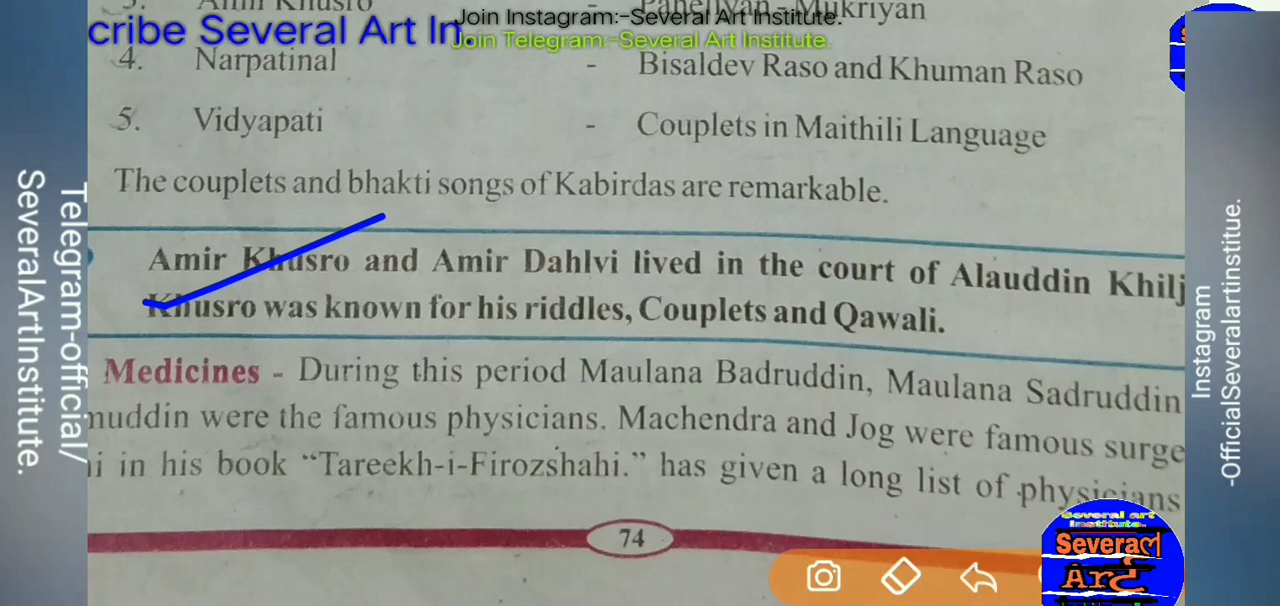 3. Amir Khusro - Paheliyan - Mukriyan
Join Instagram:-Several Art Institute.
cribe Several Art In.
Join Telegram:-Several Art Institute.
4. Narpatinal - Bisaldev Raso and Khuman Raso
5. Vidyapati - Couplets in Maithili Language
The couplets and bhakti songs of Kabirdas are remarkable.
Amir Khusro and Amir Dahlvi lived in the court of Alauddin Khilj
Khusro was known for his riddles, Couplets and Qawali.
Medicines - During this period Maulana Badruddin, Maulana Sadruddin
nuddin were the famous physicians. Machendra and Jog were famous surge
i in his book “Tareekh-i-Firozshahi.” has given a long list of physicians
74
Telegram-official/
SeveralArtInstitute.
Instagram
-OfficialSeveralartinstitue.
Several art
institute.
Several
Art